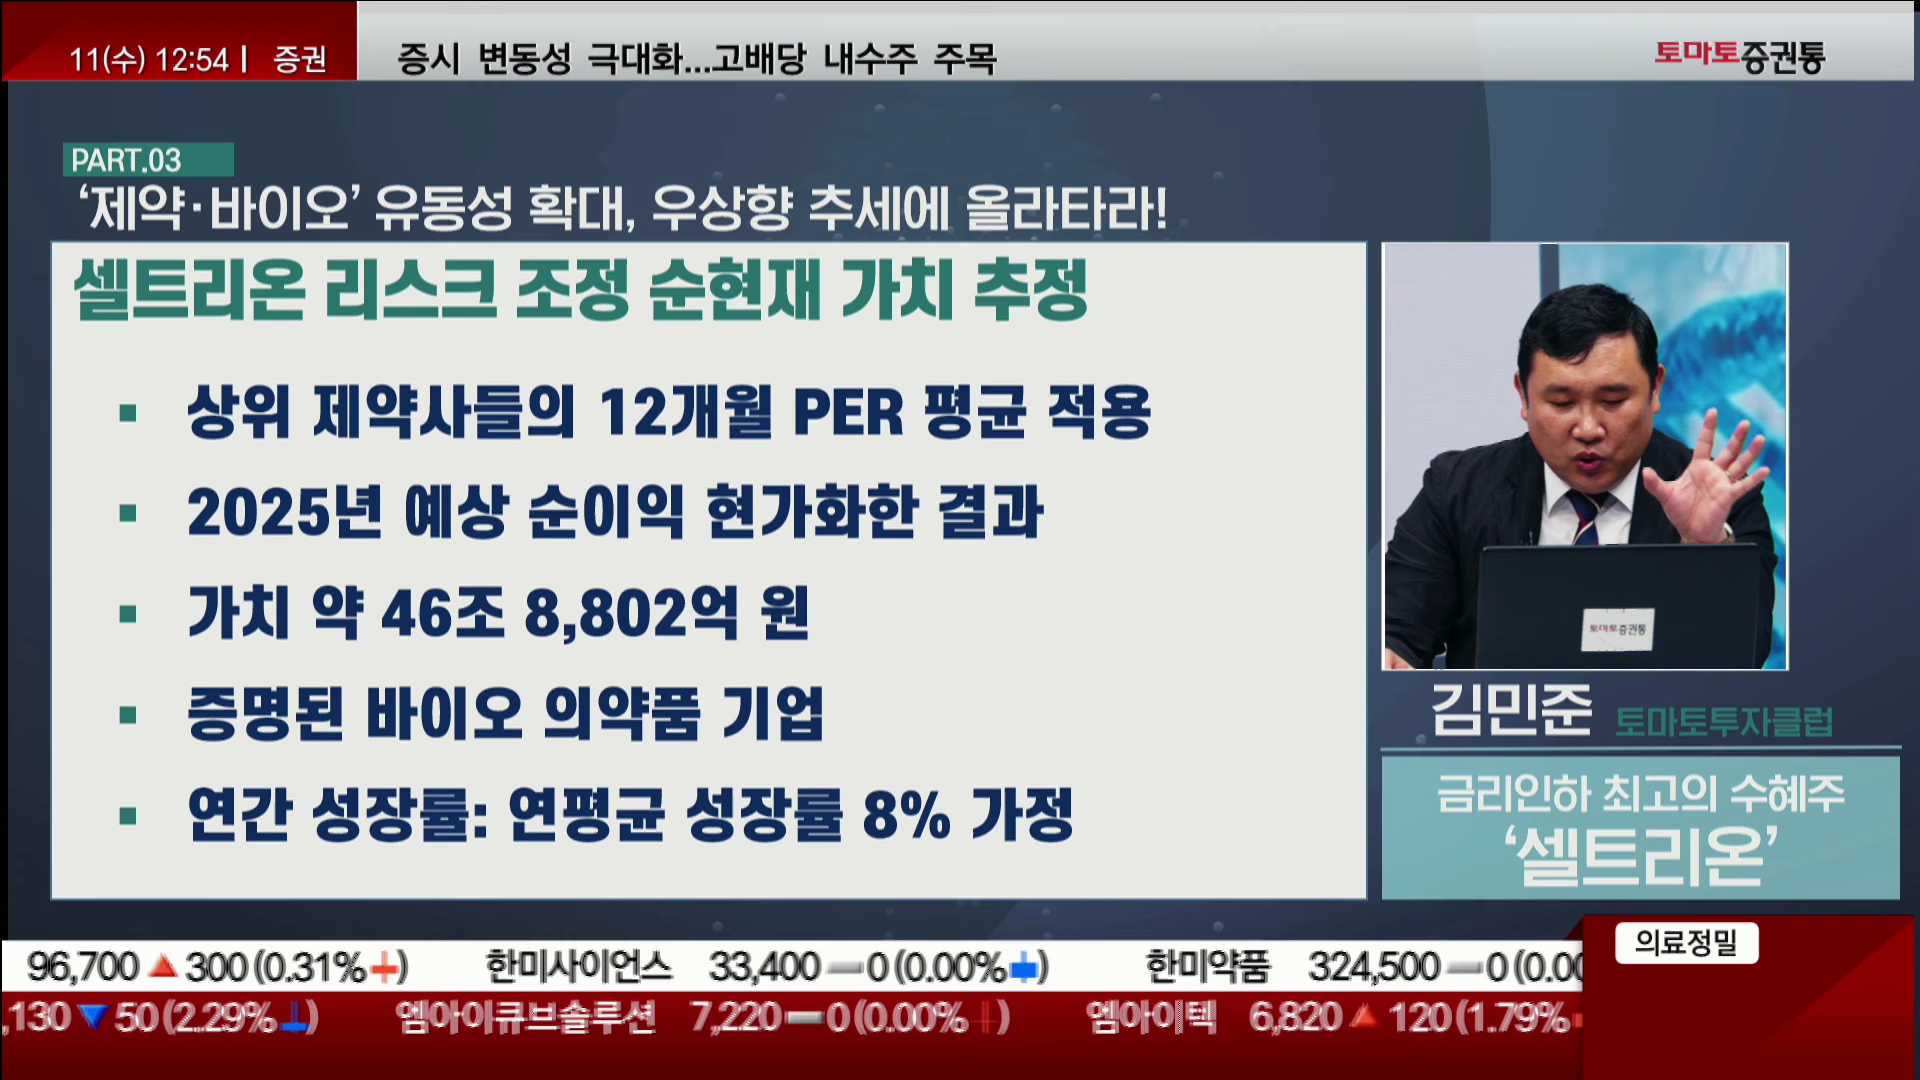 11(수) 12:54 | 증권
증시 변동성 극대화...고배당 내수주 주목
토마토증권통
PART.03
‘제약·바이오’ 유동성 확대, 우상향 추세에 올라타라!
셀트리온 리스크 조정 순현재 가치 추정
▪ 상위 제약사들의 12개월 PER 평균 적용
▪ 2025년 예상 순이익 현가화한 결과
▪ 가치 약 46조 8,802억 원
▪ 증명된 바이오 의약품 기업
▪ 연간 성장률: 연평균 성장률 8% 가정
토마토증권통
김민준 토마토투자클럽
금리인하 최고의 수혜주
‘셀트리온’
의료정밀
96,700 ▲ 300 (0.31%+) 한미사이언스 33,400 0 (0.00%+) 한미약품 324,500 0 (0.00
,130 ▼ 50 (2.29% ) 엠아이큐브솔루션 7,220 0 (0.00% ) 엠아이텍 6,820 ▲ 120 (1.79%